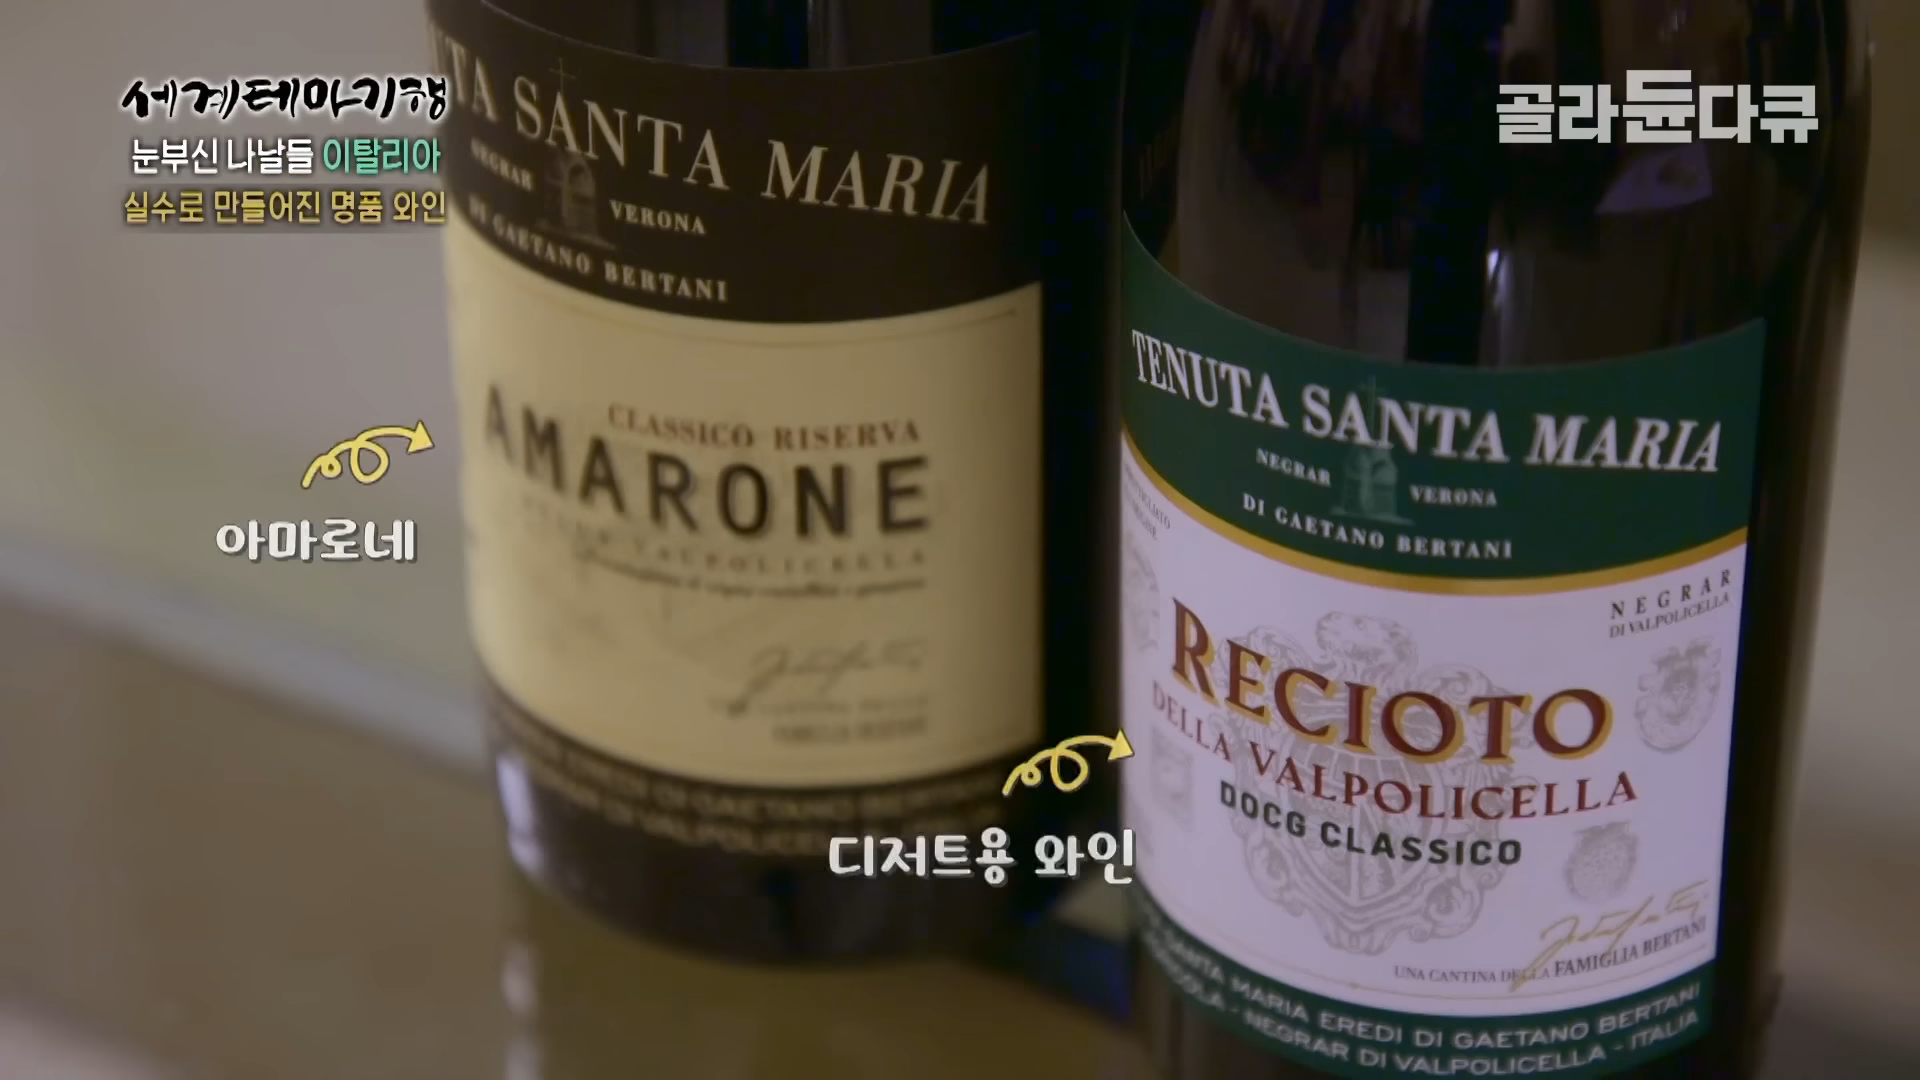 세계테마기행
눈부신 나날들 이탈리아
실수로 만들어진 명품 와인
골라듄다큐
TENUTA SANTA MARIA
NEGRAR VERONA
DI GAETANO BERTANI
CLASSICO RISERVA
AMARONE
DELLA VALPOLICELLA
아마로네
디저트용 와인
TENUTA SANTA MARIA
NEGRAR VERONA
DI GAETANO BERTANI
NEGRAR
DI VALPOLICELLA
RECIOTO
DELLA VALPOLICELLA
DOCG CLASSICO
UNA CANTINA DELLA FAMIGLIA BERTANI
SANTA MARIA EREDI DI GAETANO BERTANI
NEGRAR DI VALPOLICELLA - ITALIA